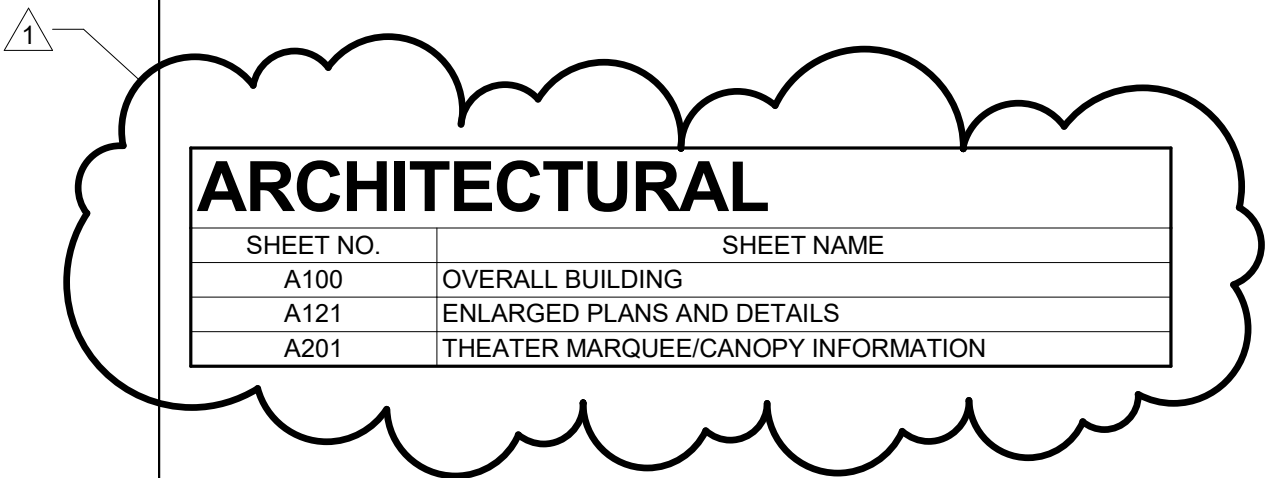 1
ARCHITECTURAL
SHEET NO. SHEET NAME
A100 OVERALL BUILDING
A121 ENLARGED PLANS AND DETAILS
A201 THEATER MARQUEE/CANOPY INFORMATION